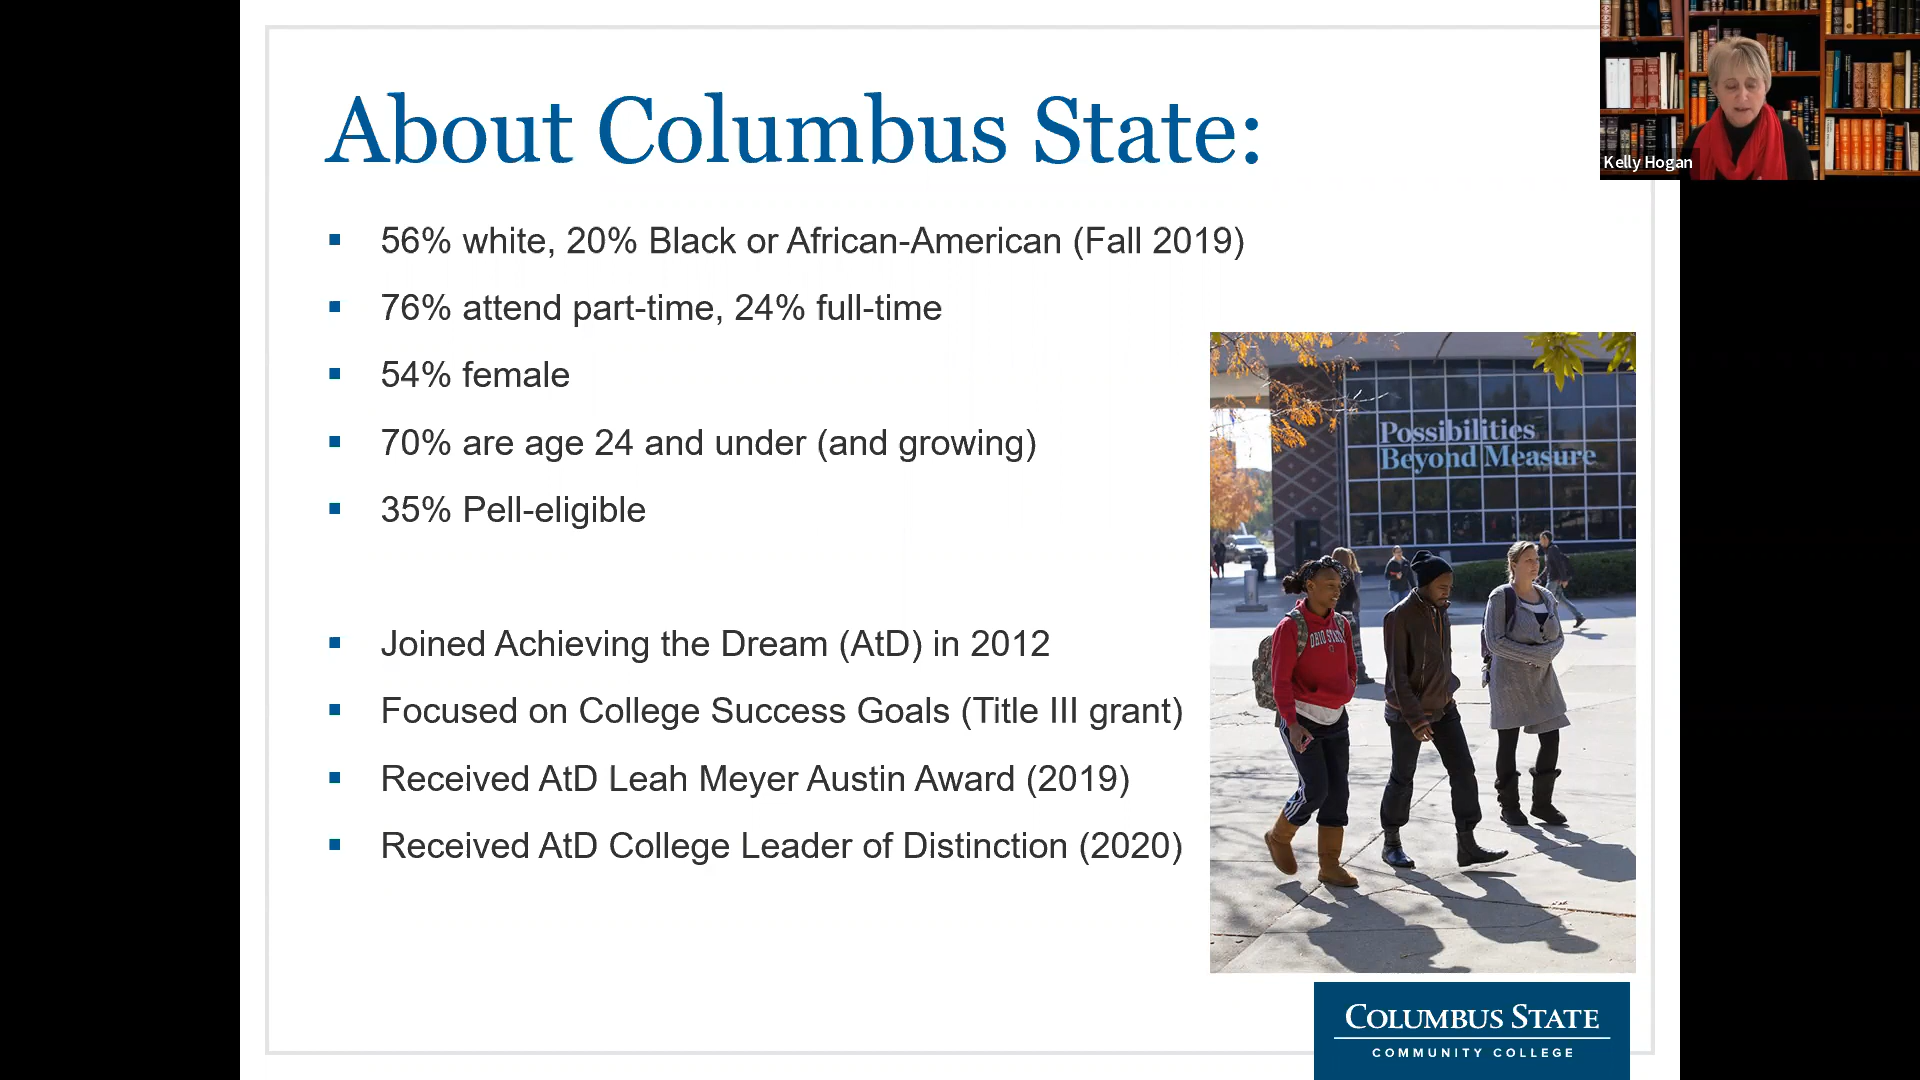 About Columbus State:
Kelly Hogan
▪ 56% white, 20% Black or African-American (Fall 2019)
▪ 76% attend part-time, 24% full-time
▪ 54% female
▪ 70% are age 24 and under (and growing)
▪ 35% Pell-eligible
▪ Joined Achieving the Dream (AtD) in 2012
▪ Focused on College Success Goals (Title III grant)
▪ Received AtD Leah Meyer Austin Award (2019)
▪ Received AtD College Leader of Distinction (2020)
Possibilities
Beyond Measure
OHIO STATE
COLUMBUS STATE
COMMUNITY COLLEGE